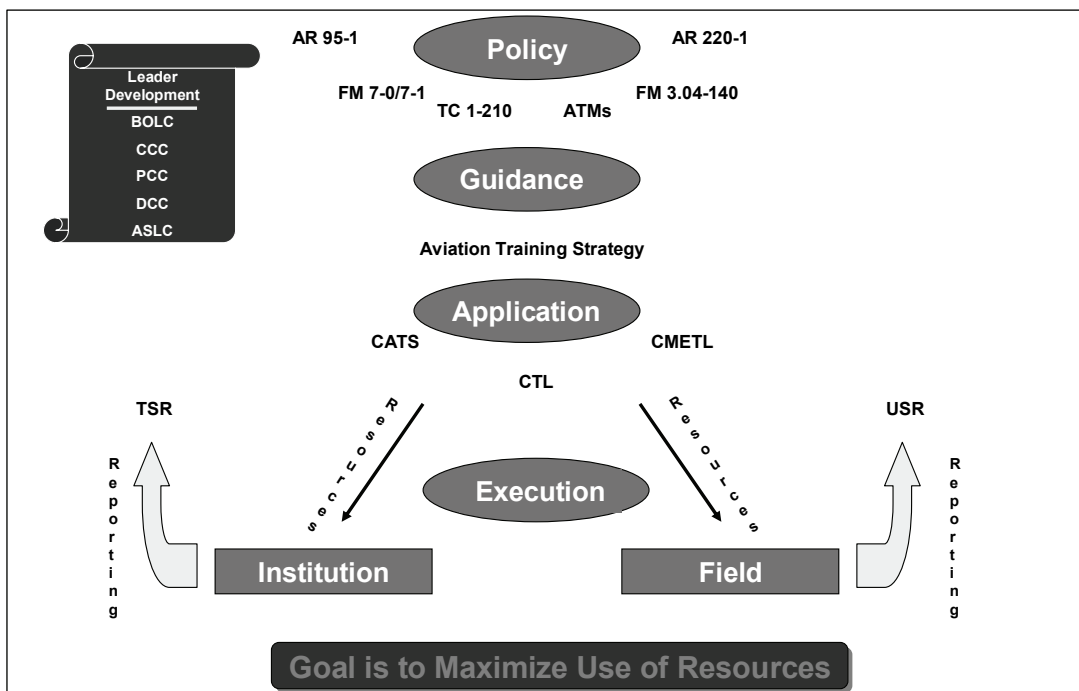 AR 95-1
Policy
AR 220-1
Leader
Development
BOLC
CCC
PCC
DCC
ASLC
FM 7-0/7-1
TC 1-210
ATMs
FM 3.04-140
Guidance
Aviation Training Strategy
Application
CATS
CMETL
CTL
TSR
Resources
Resources
USR
Reporting
Execution
Reporting
Institution
Field
Goal is to Maximize Use of Resources